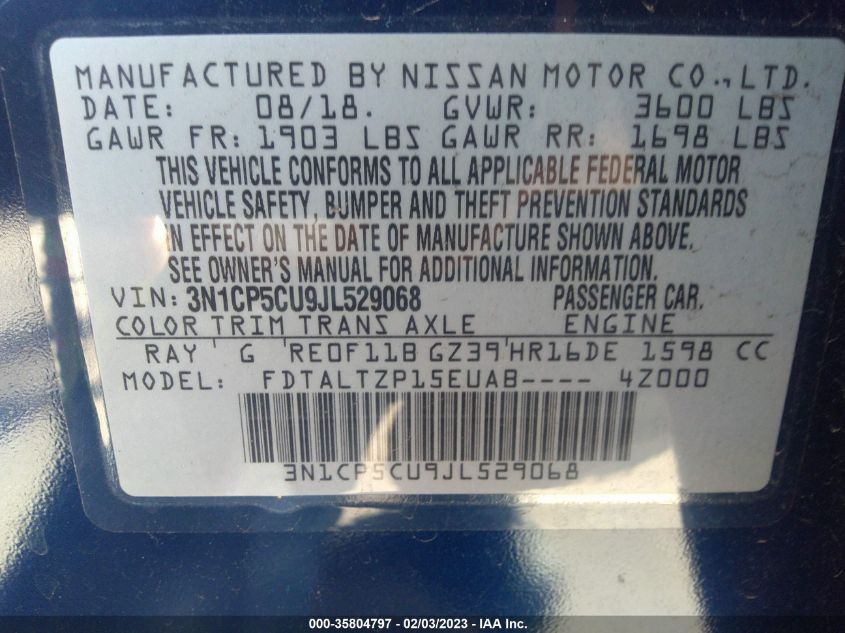 MANUFACTURED BY NISSAN MOTOR CO., LTD.
DATE: 08/18. GVWR: 3600 LBS
GAWR FR: 1903 LBS GAWR RR: 1698 LBS
THIS VEHICLE CONFORMS TO ALL APPLICABLE FEDERAL MOTOR
VEHICLE SAFETY, BUMPER AND THEFT PREVENTION STANDARDS
IN EFFECT ON THE DATE OF MANUFACTURE SHOWN ABOVE.
SEE OWNER'S MANUAL FOR ADDITIONAL INFORMATION.
VIN: 3N1CP5CU9JL529068 PASSENGER CAR.
COLOR TRIM TRANS AXLE ENGINE
RAY ' G 'RE0F11B GZ39'HR16DE 1598 CC
MODEL: FDTALTZP15EUAB---- 4Z000
3N1CP5CU9JL529068
000-35804797 - 02/03/2023 - IAA Inc.